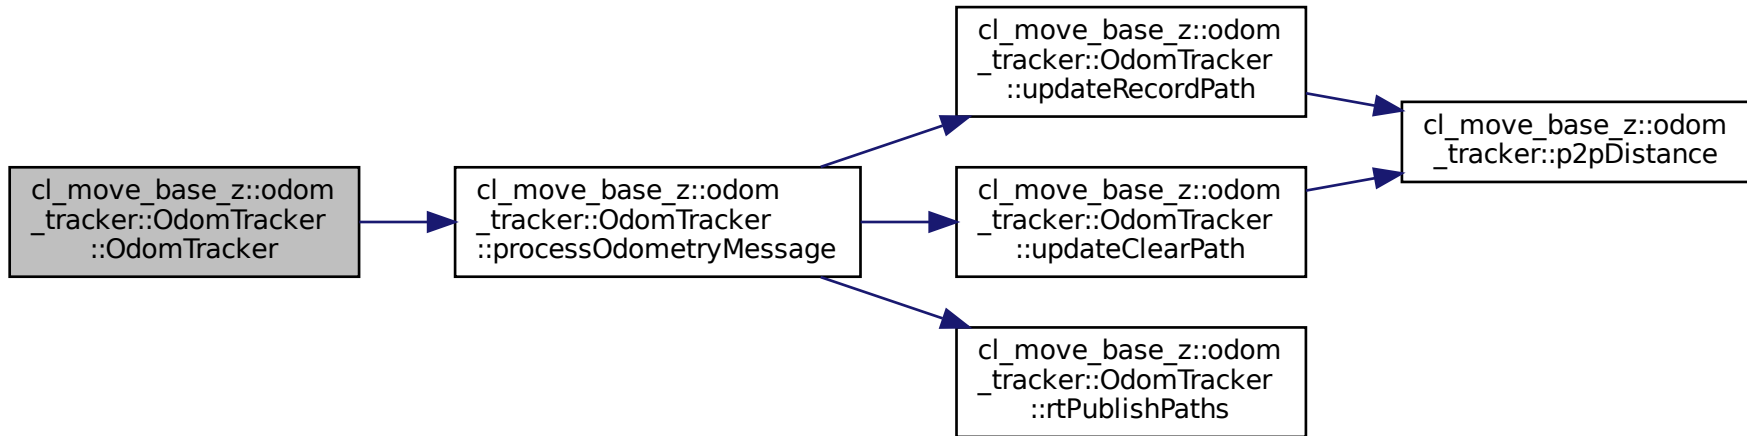 cl_move_base_z::odom
_tracker::OdomTracker
::OdomTracker
cl_move_base_z::odom
_tracker::OdomTracker
::processOdometryMessage
cl_move_base_z::odom
_tracker::OdomTracker
::updateRecordPath
cl_move_base_z::odom
_tracker::OdomTracker
::updateClearPath
cl_move_base_z::odom
_tracker::OdomTracker
::rtPublishPaths
cl_move_base_z::odom
_tracker::p2pDistance